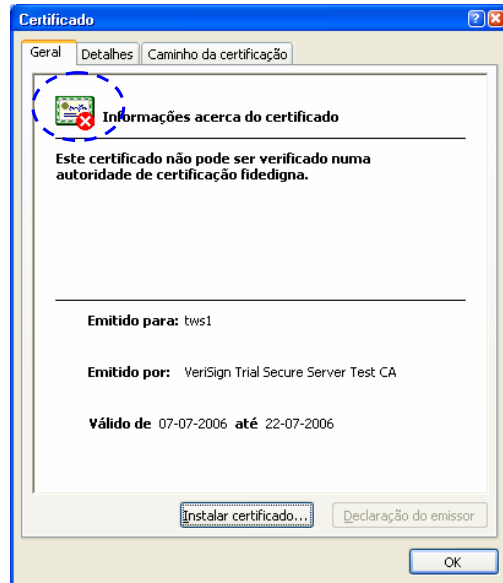 Certificado
Geral Detalhes Caminho da certificação
Informações acerca do certificado
Este certificado não pode ser verificado numa
autoridade de certificação fidedigna.
Emitido para: tws1
Emitido por: VeriSign Trial Secure Server Test CA
Válido de 07-07-2006 até 22-07-2006
Instalar certificado... Declaração do emissor
OK